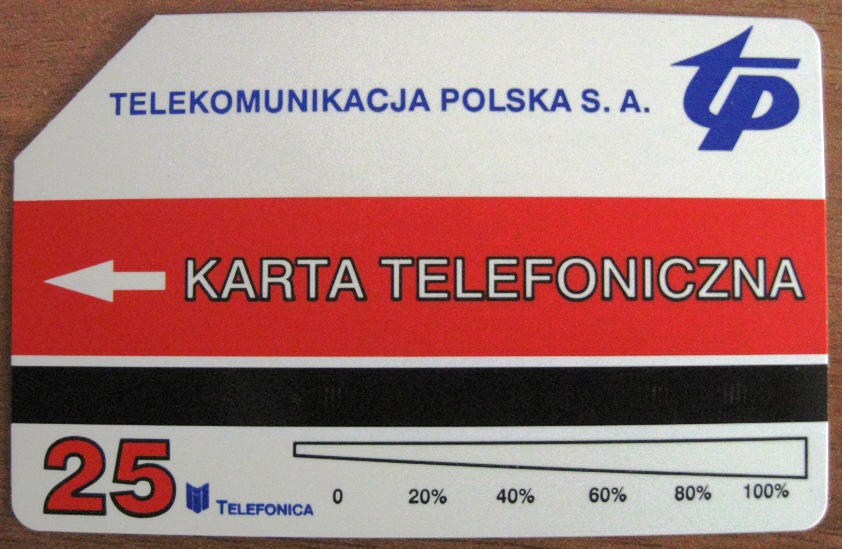 TELEKOMUNIKACJA POLSKA S. A.
tp
KARTA TELEFONICZNA
25
TELEFONICA
0 20% 40% 60% 80% 100%